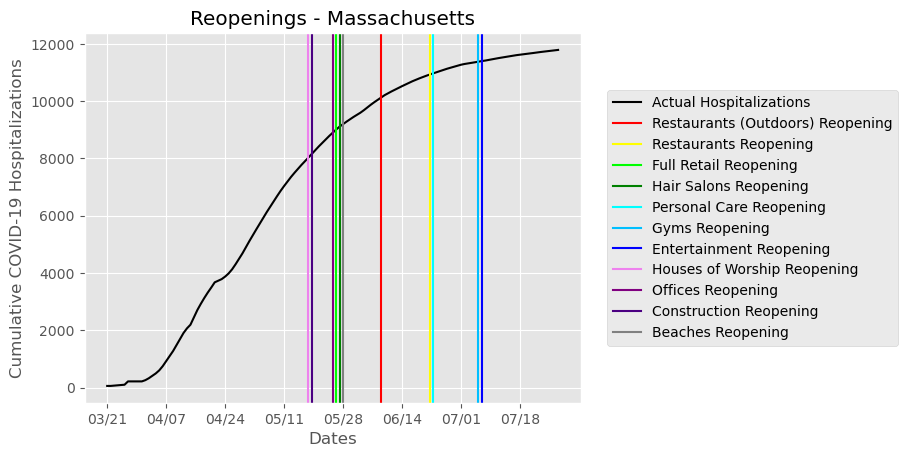 Reopenings - Massachusetts
12000
10000
8000
6000
4000
2000
0
Cumulative COVID-19 Hospitalizations
03/21 04/07 04/24 05/11 05/28 06/14 07/01 07/18
Dates
Actual Hospitalizations
Restaurants (Outdoors) Reopening
Restaurants Reopening
Full Retail Reopening
Hair Salons Reopening
Personal Care Reopening
Gyms Reopening
Entertainment Reopening
Houses of Worship Reopening
Offices Reopening
Construction Reopening
Beaches Reopening